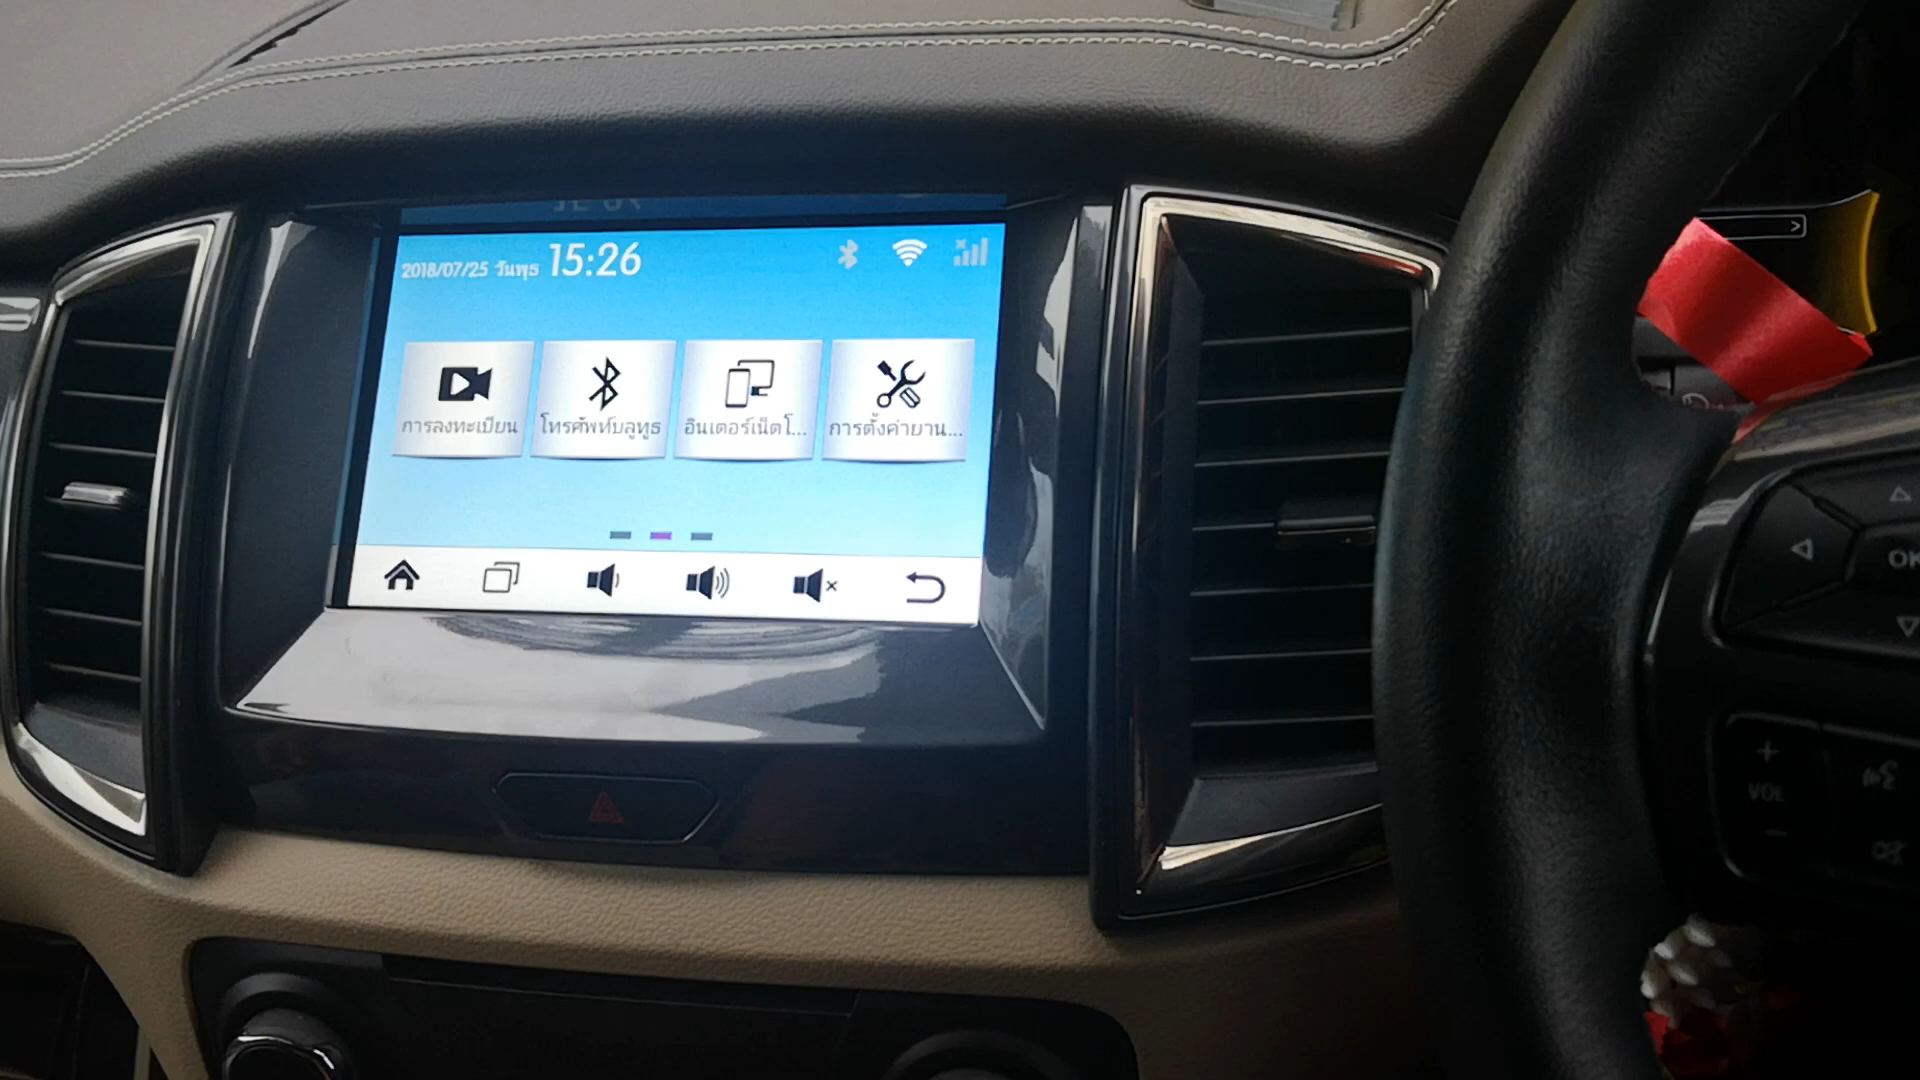 2018/07/25 วันพุธ 15:26
การลงทะเบียน
โทรศัพท์บลูทูธ
อินเตอร์เน็ตโ...
การตั้งค่ายาน...
OK
+
VOL
-